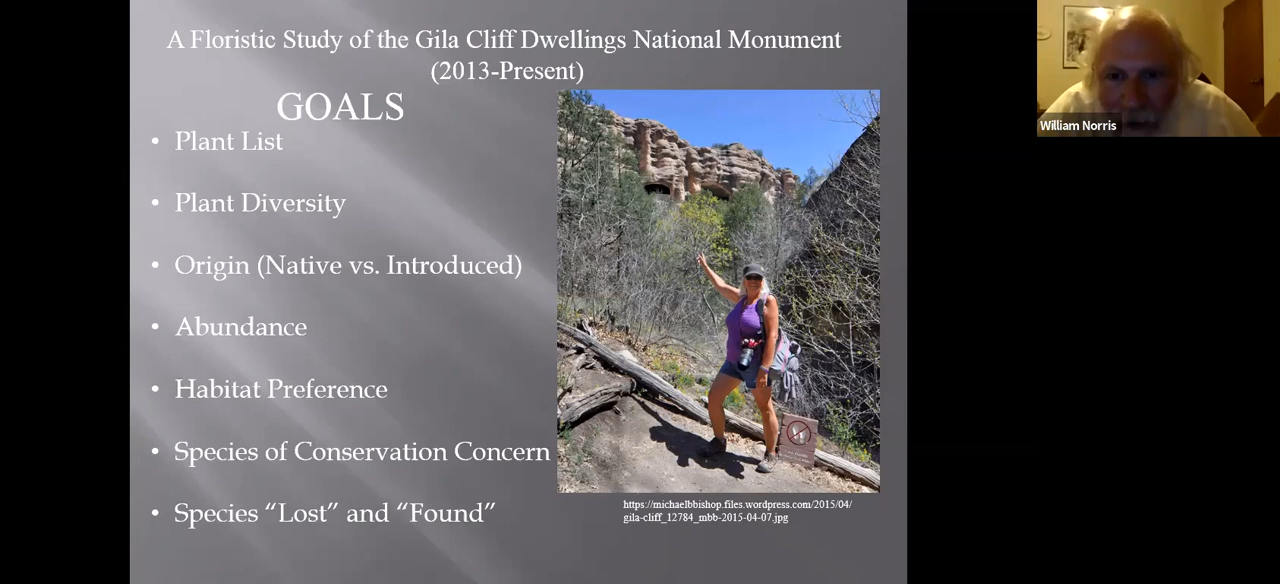 A Floristic Study of the Gila Cliff Dwellings National Monument
(2013-Present)
GOALS
• Plant List
• Plant Diversity
• Origin (Native vs. Introduced)
• Abundance
• Habitat Preference
• Species of Conservation Concern
• Species “Lost” and “Found”
https://michaelbbishop.files.wordpress.com/2015/04/
gila-cliff_12784_mbb-2015-04-07.jpg
William Norris